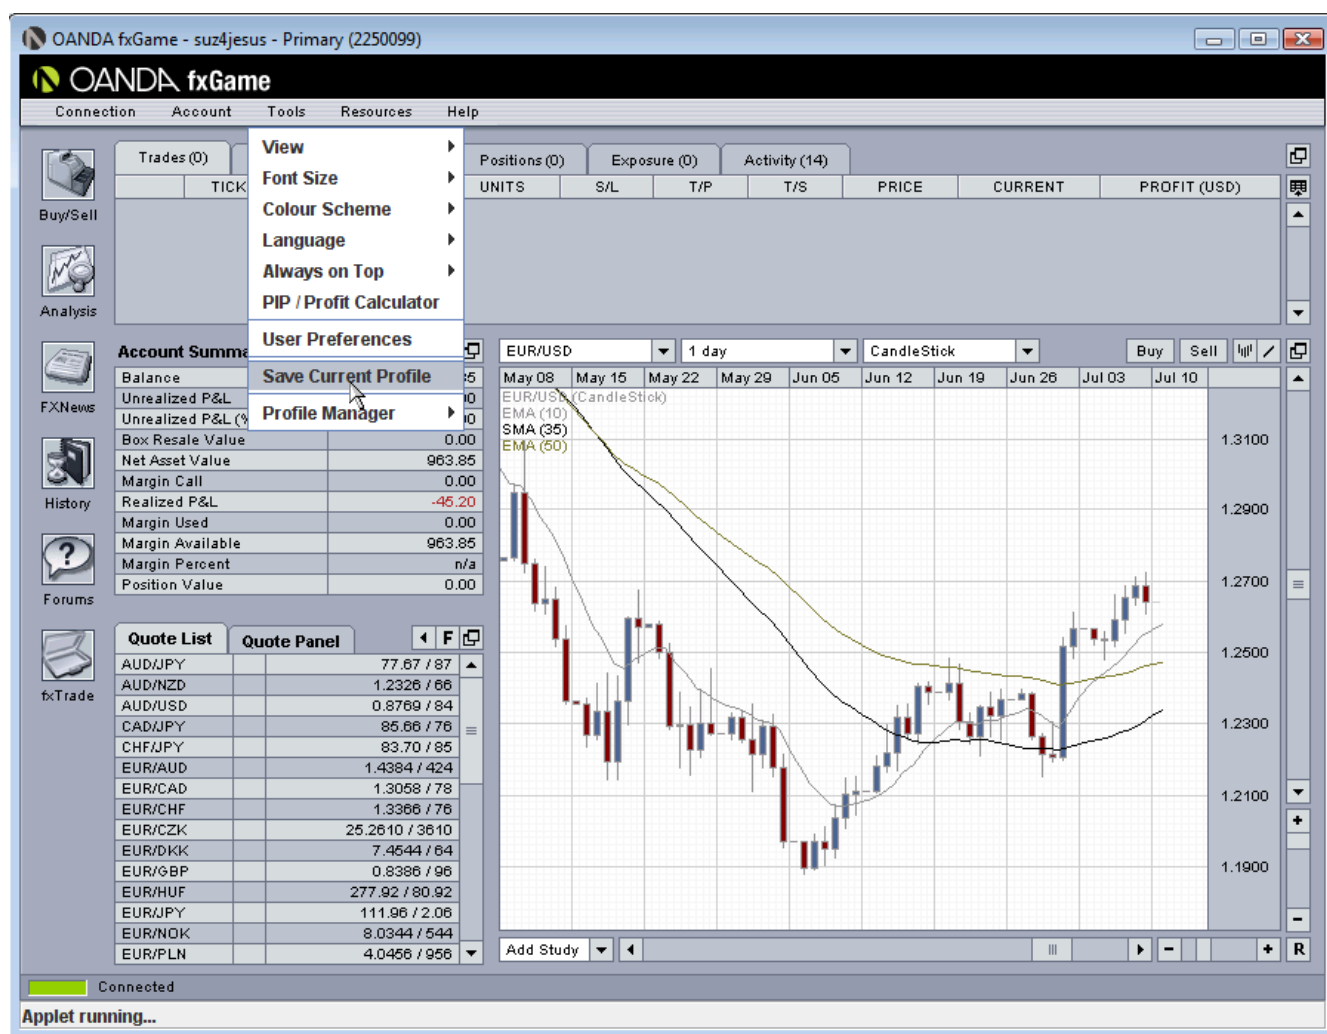 OANDA fxGame - suz4jesus - Primary (2250099)
OANDA fxGame
Connection Account Tools Resources Help
View
Font Size
Colour Scheme
Language
Always on Top
PIP / Profit Calculator
User Preferences
Save Current Profile
Profile Manager
Buy/Sell
Analysis
FXNews
History
Forums
fxTrade
Trades (0) Positions (0) Exposure (0) Activity (14)
TICK UNITS S/L T/P T/S PRICE CURRENT PROFIT (USD)
Account Summa
Balance 5
Unrealized P&L 0
Unrealized P&L (% 0
Box Resale Value 0.00
Net Asset Value 963.85
Margin Call 0.00
Realized P&L -45.20
Margin Used 0.00
Margin Available 963.85
Margin Percent n/a
Position Value 0.00
Quote List Quote Panel F
AUD/JPY 77.67 / 87
AUD/NZD 1.2326 / 66
AUD/USD 0.8769 / 84
CAD/JPY 85.66 / 76
CHF/JPY 83.70 / 85
EUR/AUD 1.4384 / 424
EUR/CAD 1.3058 / 78
EUR/CHF 1.3366 / 76
EUR/CZK 25.2610 / 3610
EUR/DKK 7.4544 / 64
EUR/GBP 0.8386 / 96
EUR/HUF 277.92 / 80.92
EUR/JPY 111.96 / 2.06
EUR/NOK 8.0344 / 544
EUR/PLN 4.0456 / 956
EUR/USD 1 day CandleStick Buy Sell
May 08 May 15 May 22 May 29 Jun 05 Jun 12 Jun 19 Jun 26 Jul 03 Jul 10
EUR/USD (CandleStick)
EMA (10)
SMA (35)
EMA (50)
1.3100
1.2900
1.2700
1.2500
1.2300
1.2100
1.1900
Add Study - + R
Connected
Applet running...